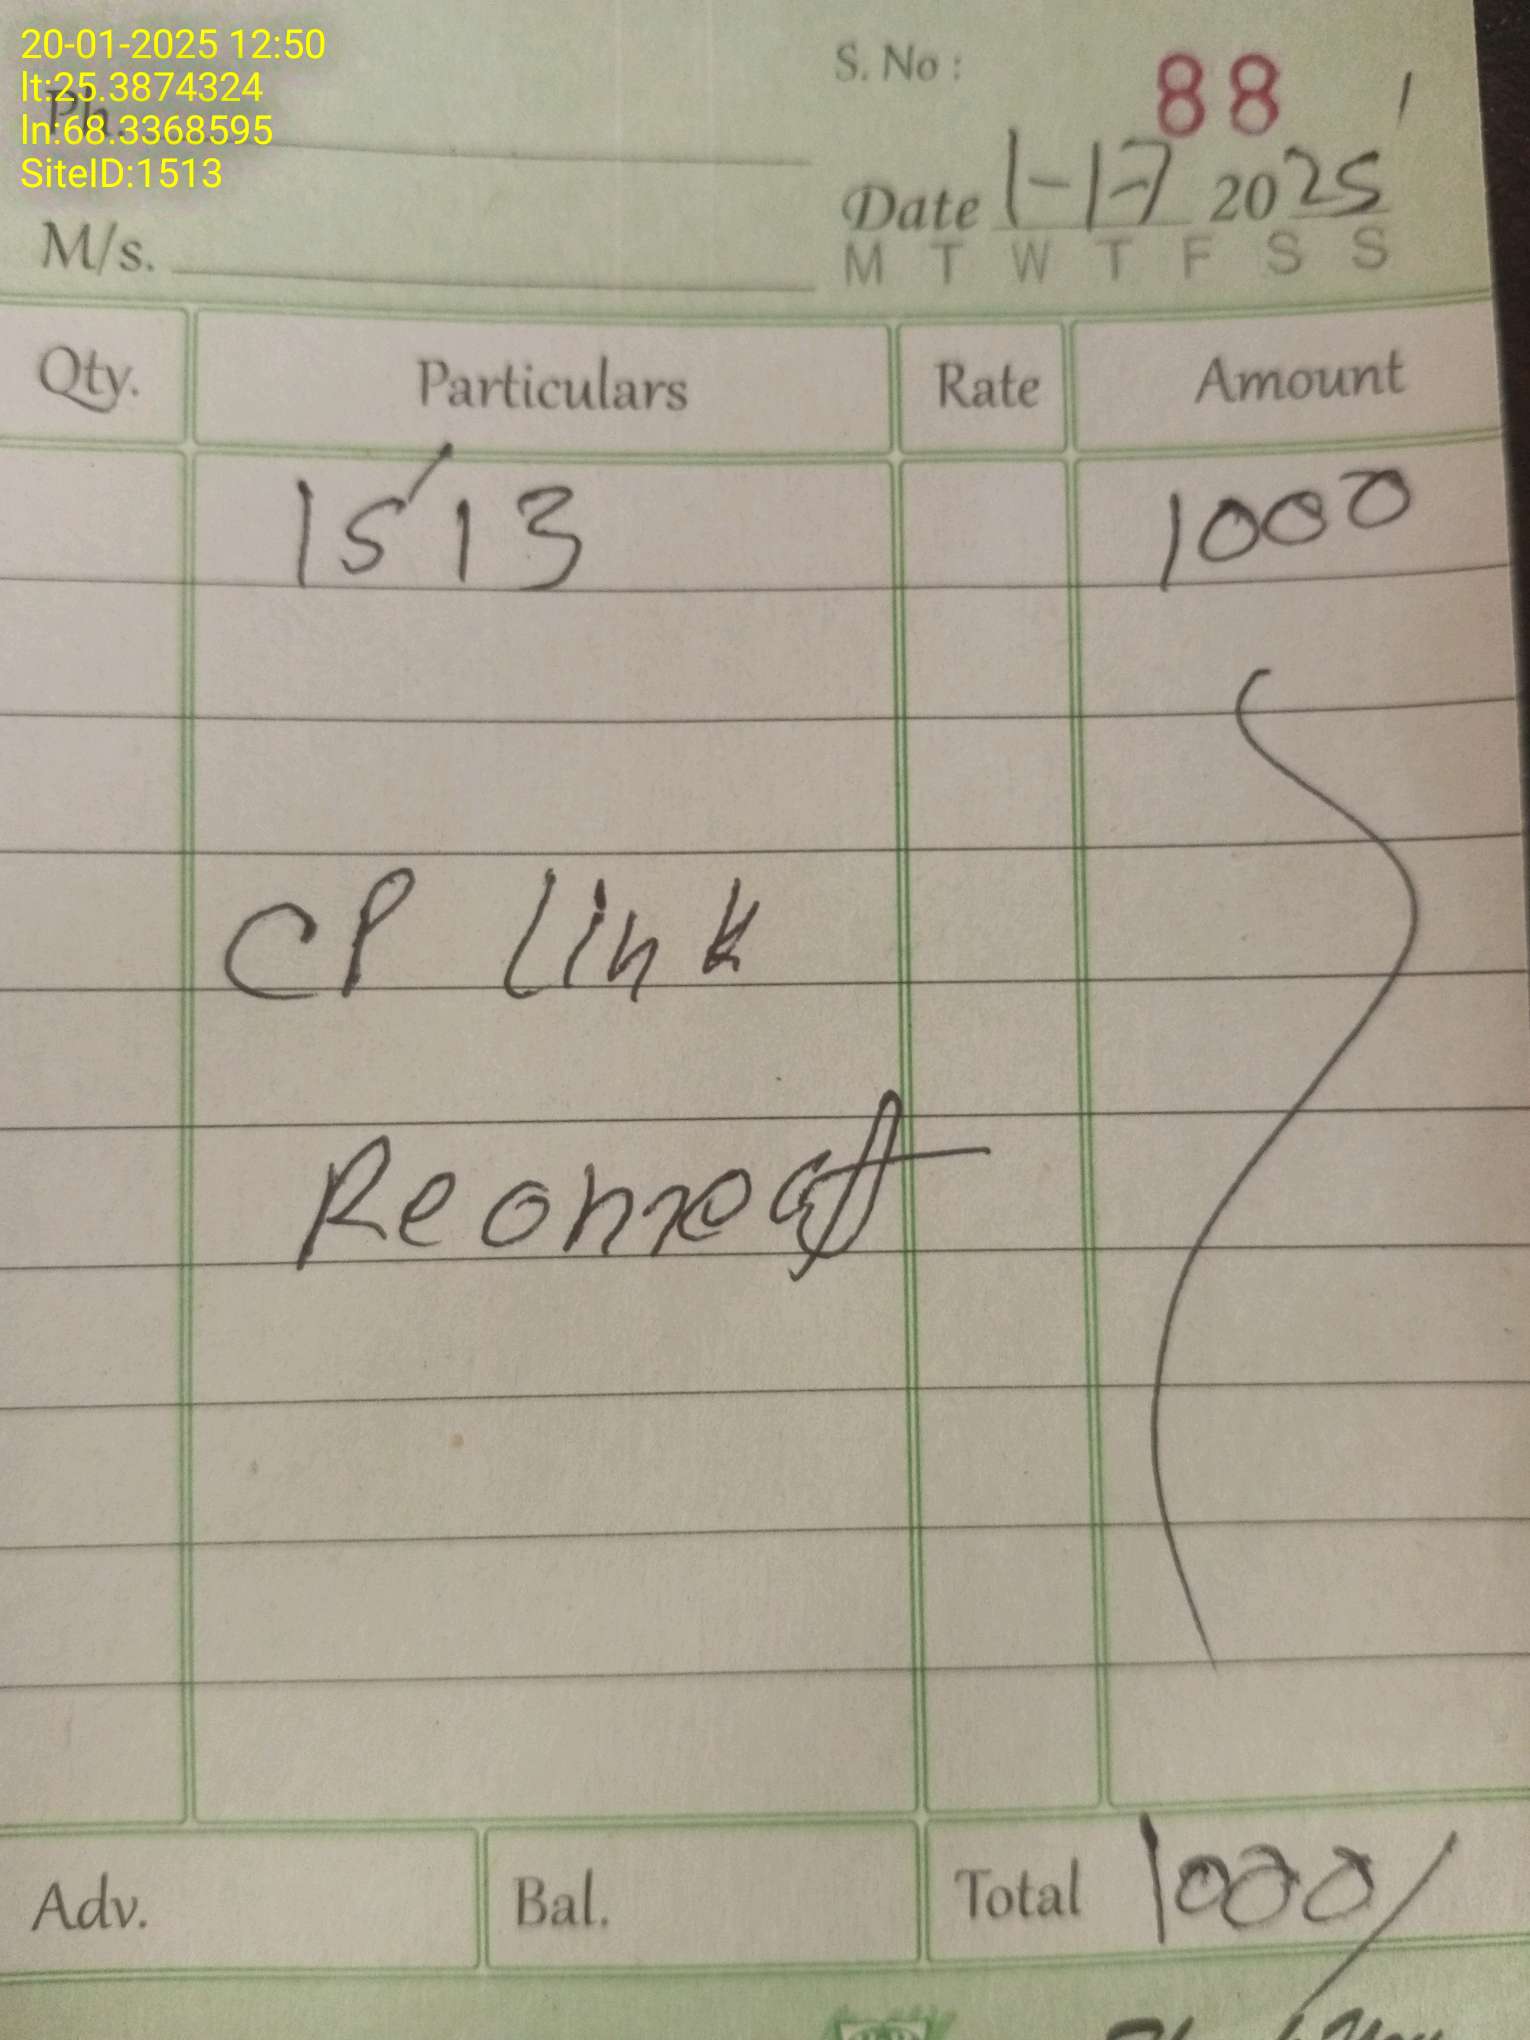 20-01-2025 12:50
lt:25.3874324
ln:68.3368595
SiteID:1513
Ph.
S. No : 88
Date 1-17 2025
M T W T F S S
M/s.
Qty. Particulars Rate Amount
1513 1000
CP Link
Total 1000/
Adv. Bal.